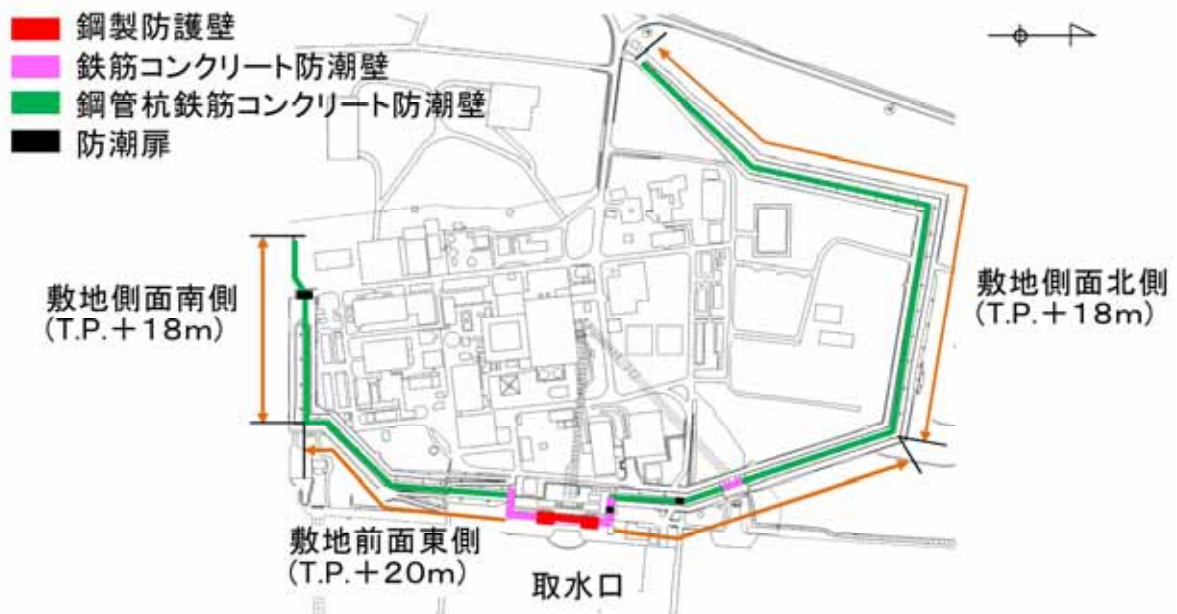 鋼製防護壁
鉄筋コンクリート防潮壁
鋼管杭鉄筋コンクリート防潮壁
防潮扉
敷地側面南側
(T.P.+18m)
敷地側面北側
(T.P.+18m)
敷地前面東側
(T.P.+20m)
取水口